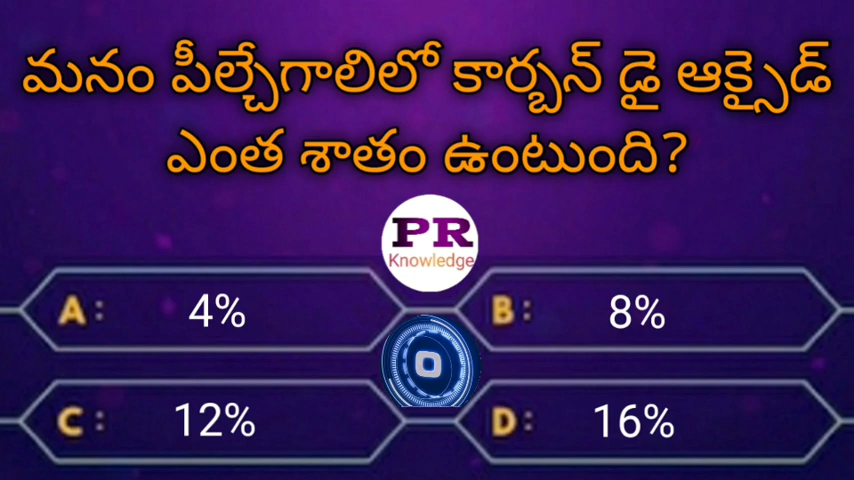 మనం పీల్చేగాలిలో కార్బన్ డై ఆక్సైడ్
ఎంత శాతం ఉంటుంది?
PR
Knowledge
A: 4%
B: 8%
C: 12%
D: 16%